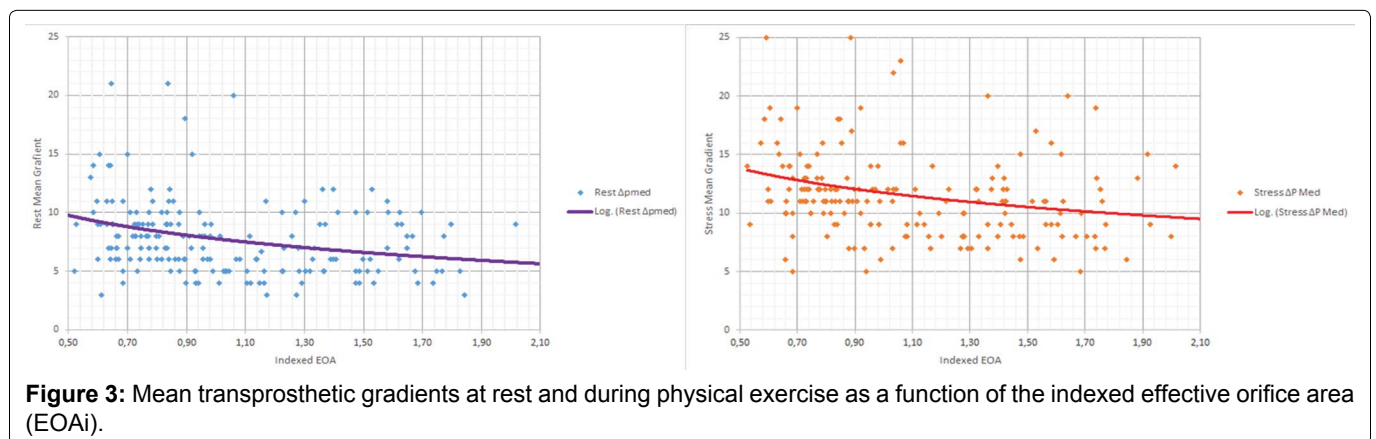 25
20
15
10
5
0
Rest Mean Grafient
0,50 0,70 0,90 1,10 1,30 1,50 1,70 1,90 2,10
Indexed EOA
Rest Δpmed
Log. (Rest Δpmed)
25
20
15
10
5
0
Stress Mean Gradient
0,50 0,70 0,90 1,10 1,30 1,50 1,70 1,90 2,10
Indexed EOA
Stress ΔP Med
Log. (Stress ΔP Med)
Figure 3: Mean transprosthetic gradients at rest and during physical exercise as a function of the indexed effective orifice area
(EOAi).